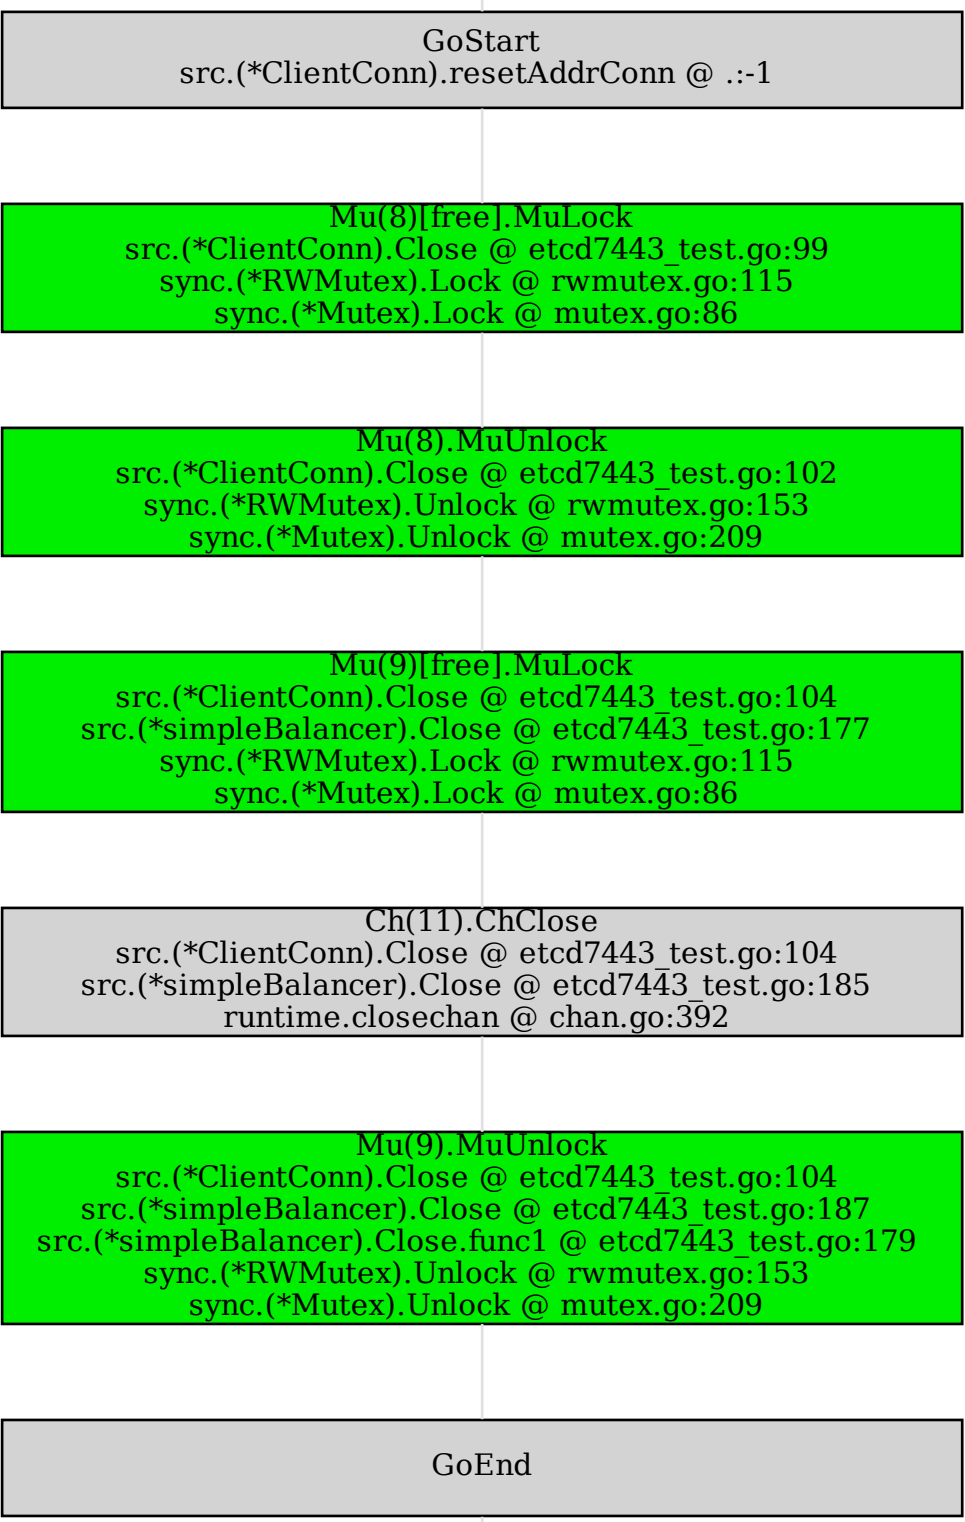 GoStart
src.(*ClientConn).resetAddrConn @ .:-1
Mu(8)[free].MuLock
src.(*ClientConn).Close @ etcd7443_test.go:99
sync.(*RWMutex).Lock @ rwmutex.go:115
sync.(*Mutex).Lock @ mutex.go:86
Mu(8).MuUnlock
src.(*ClientConn).Close @ etcd7443_test.go:102
sync.(*RWMutex).Unlock @ rwmutex.go:153
sync.(*Mutex).Unlock @ mutex.go:209
Mu(9)[free].MuLock
src.(*ClientConn).Close @ etcd7443_test.go:104
src.(*simpleBalancer).Close @ etcd7443_test.go:177
sync.(*RWMutex).Lock @ rwmutex.go:115
sync.(*Mutex).Lock @ mutex.go:86
Ch(11).ChClose
src.(*ClientConn).Close @ etcd7443_test.go:104
src.(*simpleBalancer).Close @ etcd7443_test.go:185
runtime.closechan @ chan.go:392
Mu(9).MuUnlock
src.(*ClientConn).Close @ etcd7443_test.go:104
src.(*simpleBalancer).Close @ etcd7443_test.go:187
src.(*simpleBalancer).Close.func1 @ etcd7443_test.go:179
sync.(*RWMutex).Unlock @ rwmutex.go:153
sync.(*Mutex).Unlock @ mutex.go:209
GoEnd